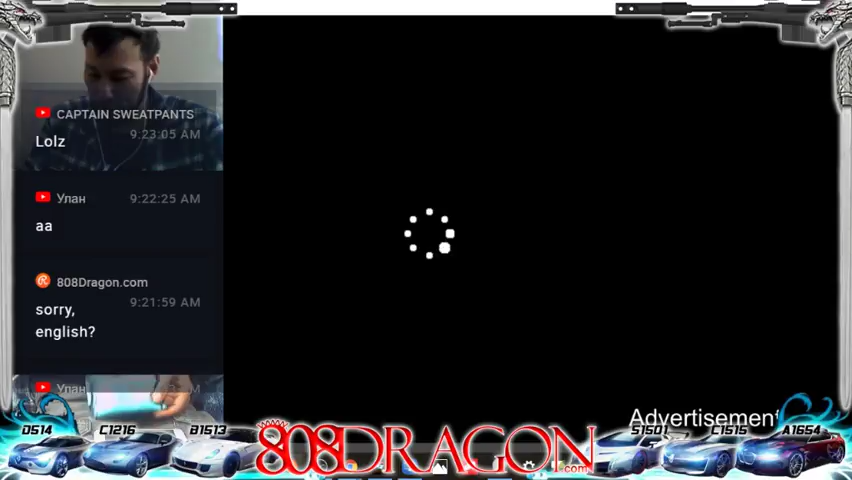 CAPTAIN SWEATPANTS
9:23:05 AM
Lolz
Улан
9:22:25 AM
aa
808Dragon.com
9:21:59 AM
sorry,
english?
Улан
Advertisement
D514
C1216
B1513
808DRAGON
.com
S1501
C1515
A1654